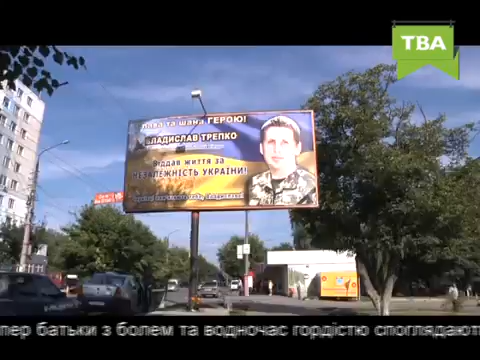 ТВА
Слава та шана ГЕРОЮ!
ВЛАДИСЛАВ ТРЕПКО
Віддав життя за
НЕЗАЛЕЖНІСТЬ УКРАЇНИ!
пер батьки з болем та водночас гордістю споглядают